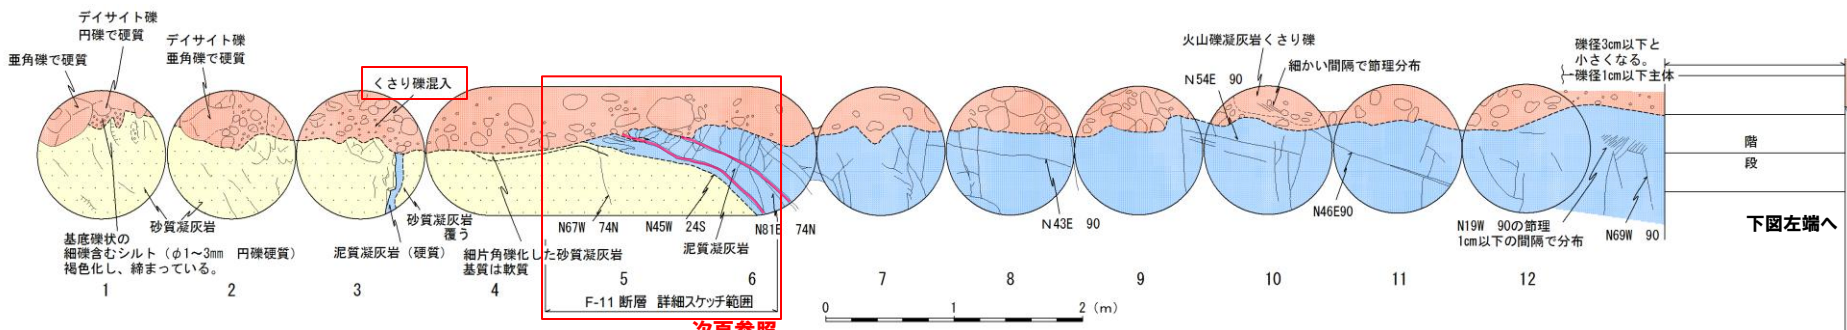 デイサイト礫
円礫で硬質
亜角礫で硬質
デイサイト礫
亜角礫で硬質
くさり礫混入
火山礫凝灰岩くさり礫
細かい間隔で節理分布
N54E 90
礫径3cm以下と
小さくなる。
礫径1cm以下主体
階
段
砂質凝灰岩
基底礫状の
細礫含むシルト（φ1～3mm 円礫硬質）
褐色化し、締まっている。
砂質凝灰岩
覆う
泥質凝灰岩（硬質）
細片角礫化した砂質凝灰岩
基質は軟質
N67W 74N
N45W 24S
泥質凝灰岩
N81E 74N
N43E 90
N46E90
N19W 90の節理
1cm以下の間隔で分布
N69W 90
下図左端へ
1
2
3
4
5
6
7
8
9
10
11
12
F-11 断層 詳細スケッチ範囲
0 1 2 (m)
次頁参照